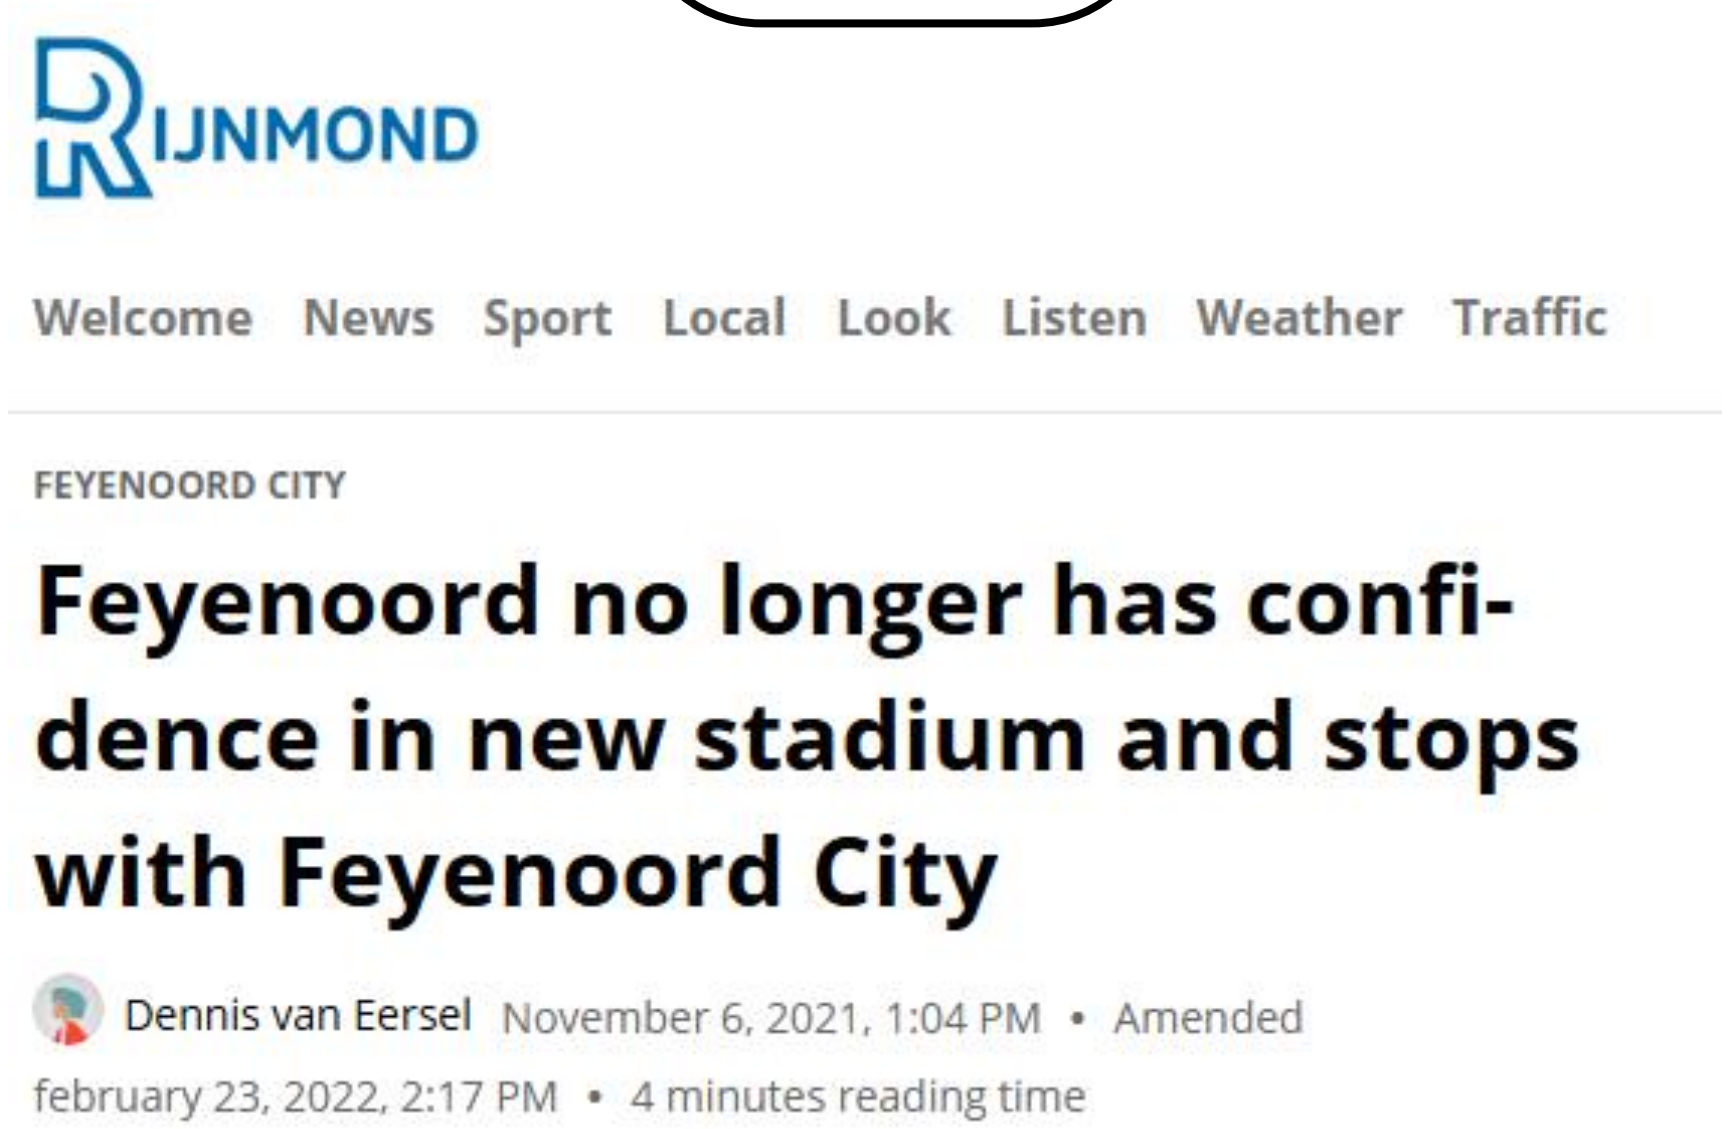 RIJNMOND
Welcome News Sport Local Look Listen Weather Traffic
FEYENOORD CITY
Feyenoord no longer has confi-
dence in new stadium and stops
with Feyenoord City
Dennis van Eersel November 6, 2021, 1:04 PM • Amended
february 23, 2022, 2:17 PM • 4 minutes reading time